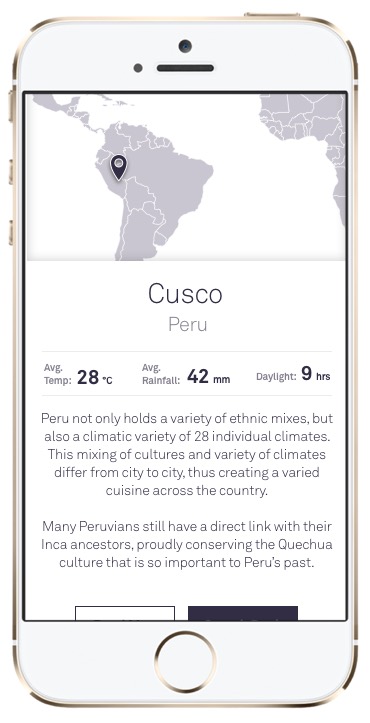 Cusco
Peru
Avg. Temp: 28 °C Avg. Rainfall: 42 mm Daylight: 9 hrs
Peru not only holds a variety of ethnic mixes, but
also a climatic variety of 28 individual climates.
This mixing of cultures and variety of climates
differ from city to city, thus creating a varied
cuisine across the country.
Many Peruvians still have a direct link with their
Inca ancestors, proudly conserving the Quechua
culture that is so important to Peru's past.